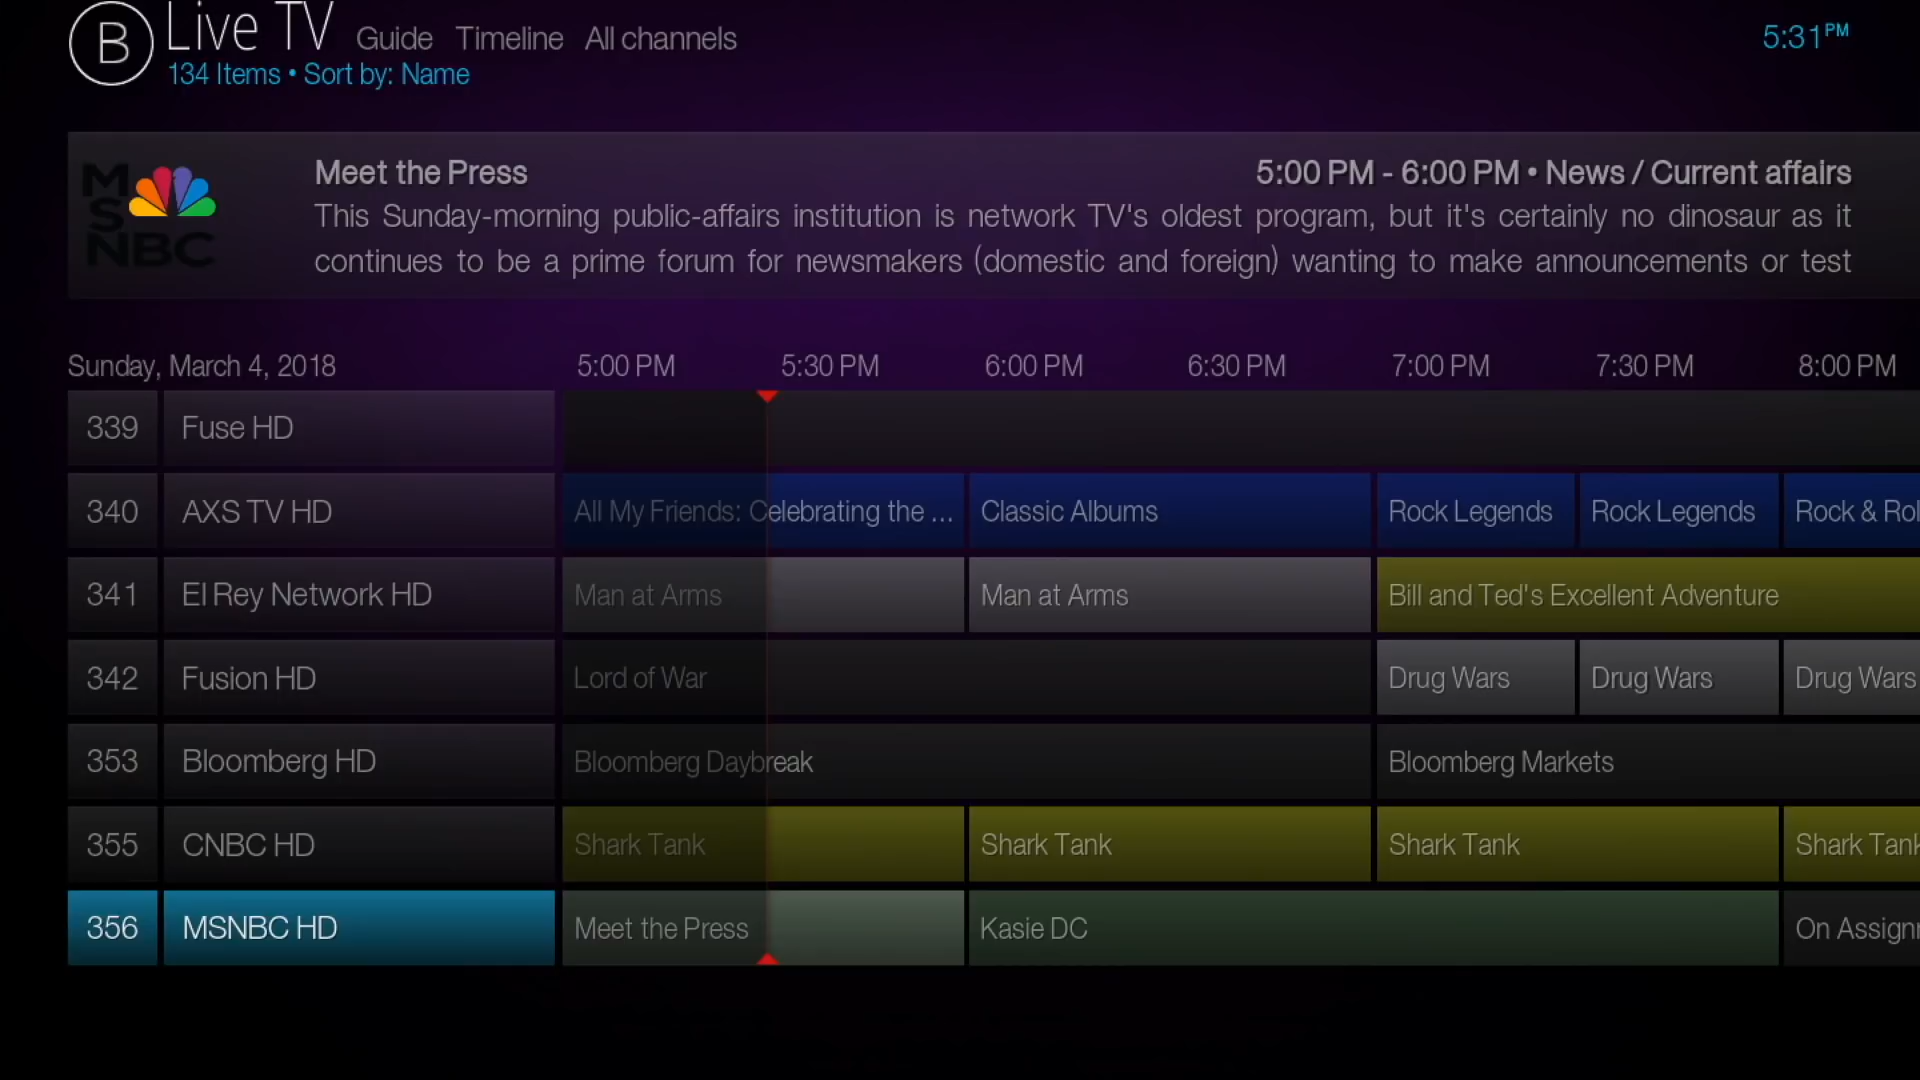 B
Live TV Guide Timeline All channels
5:31 PM
134 Items • Sort by: Name
MSNBC
Meet the Press 5:00 PM - 6:00 PM • News / Current affairs
This Sunday-morning public-affairs institution is network TV's oldest program, but it's certainly no dinosaur as it
continues to be a prime forum for newsmakers (domestic and foreign) wanting to make announcements or test
Sunday, March 4, 2018 5:00 PM 5:30 PM 6:00 PM 6:30 PM 7:00 PM 7:30 PM 8:00 PM
339 Fuse HD
340 AXS TV HD All My Friends: Celebrating the ... Classic Albums Rock Legends Rock Legends Rock & Rol
341 El Rey Network HD Man at Arms Man at Arms Bill and Ted's Excellent Adventure
342 Fusion HD Lord of War Drug Wars Drug Wars Drug Wars
353 Bloomberg HD Bloomberg Daybreak Bloomberg Markets
355 CNBC HD Shark Tank Shark Tank Shark Tank Shark Tank
356 MSNBC HD Meet the Press Kasie DC On Assign